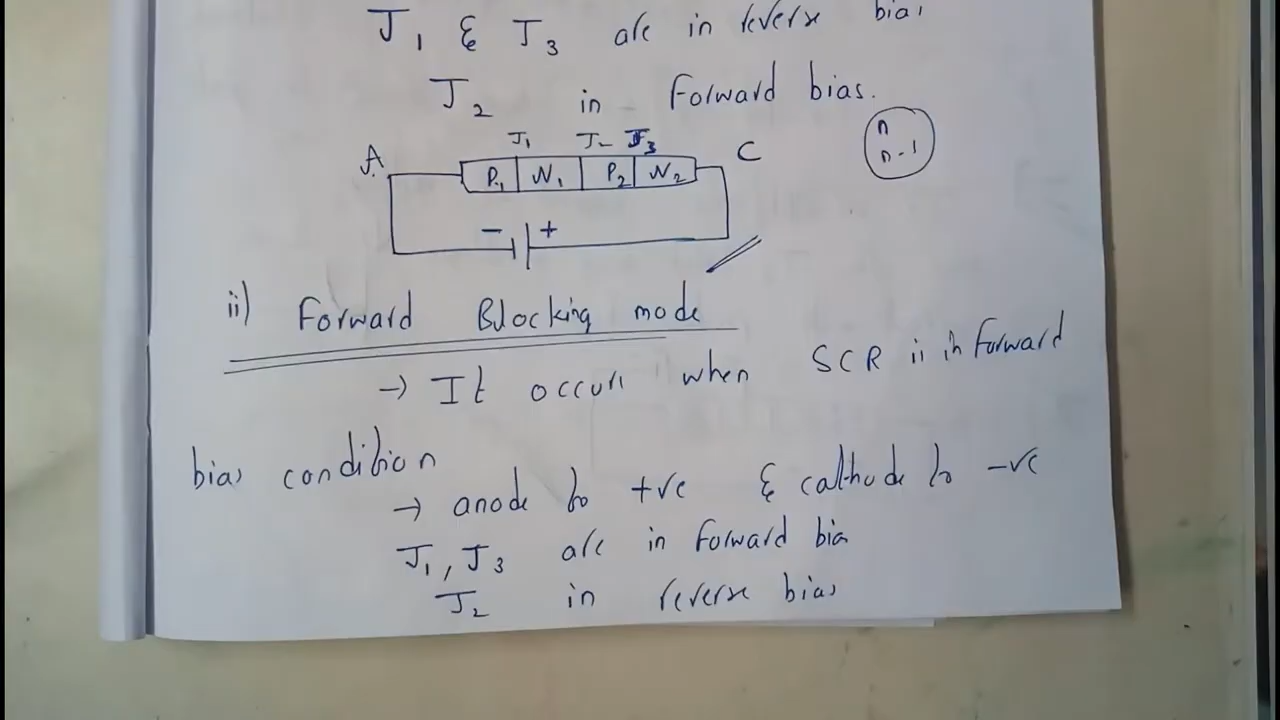 J1 & J3 are in reverse bias
J2 in Forward bias.
n
n-1
J1 J2 J3
A P1 N1 P2 N2 C
- +
ii) Forward Blocking mode
→ It occurs when SCR is in forward
bias condition
→ anode to +ve & cathode to -ve
J1, J3 are in forward bia
J2 in reverse bias